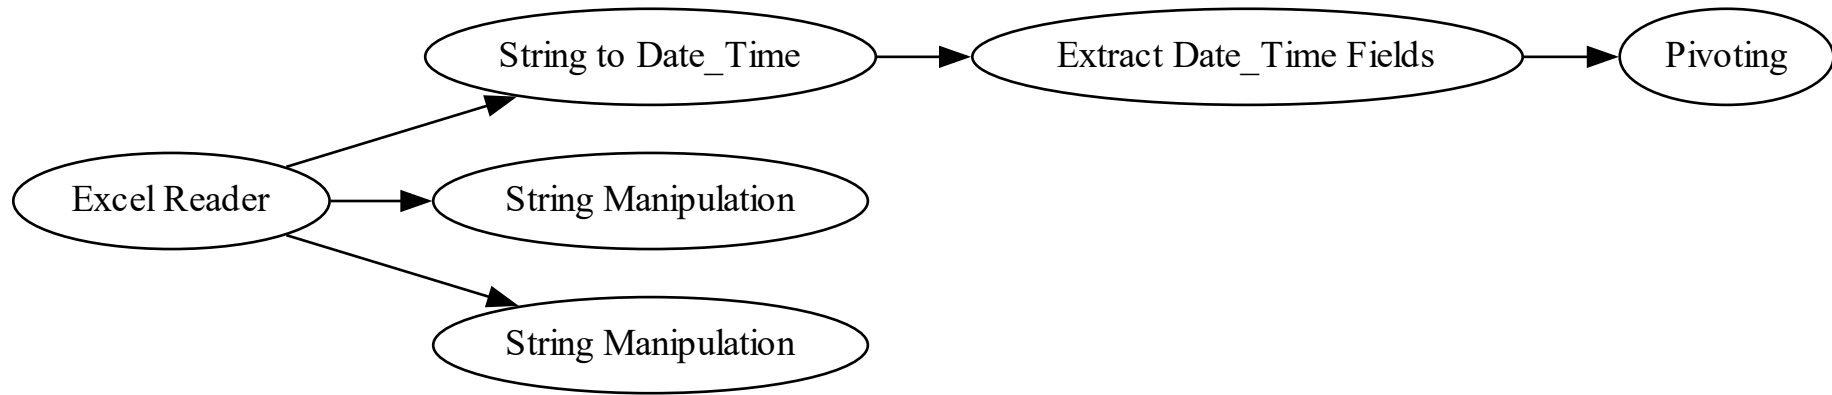 String to Date_Time
Extract Date_Time Fields
Pivoting
Excel Reader
String Manipulation
String Manipulation